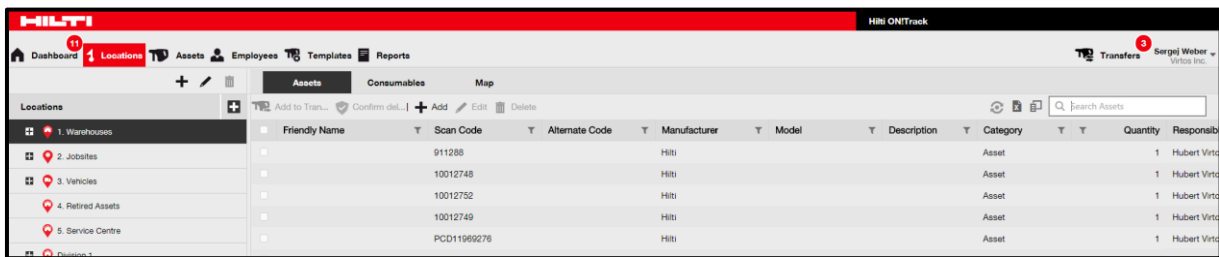 HILTI
Hilti ON!Track
11
3
Dashboard Locations Assets Employees Templates Reports Transfers Sergej Weber
Virtos Inc.
Assets Consumables Map
Locations
Add to Tran... Confirm del...| Add Edit Delete Search Assets
Friendly Name Scan Code Alternate Code Manufacturer Model Description Category Quantity Responsibl
1. Warehouses
911288 Hilti Asset 1 Hubert Virto
2. Jobsites
10012748 Hilti Asset 1 Hubert Virto
3. Vehicles
10012752 Hilti Asset 1 Hubert Virto
4. Retired Assets
10012749 Hilti Asset 1 Hubert Virto
5. Service Centre
PCD11969276 Hilti Asset 1 Hubert Virto
Division 1